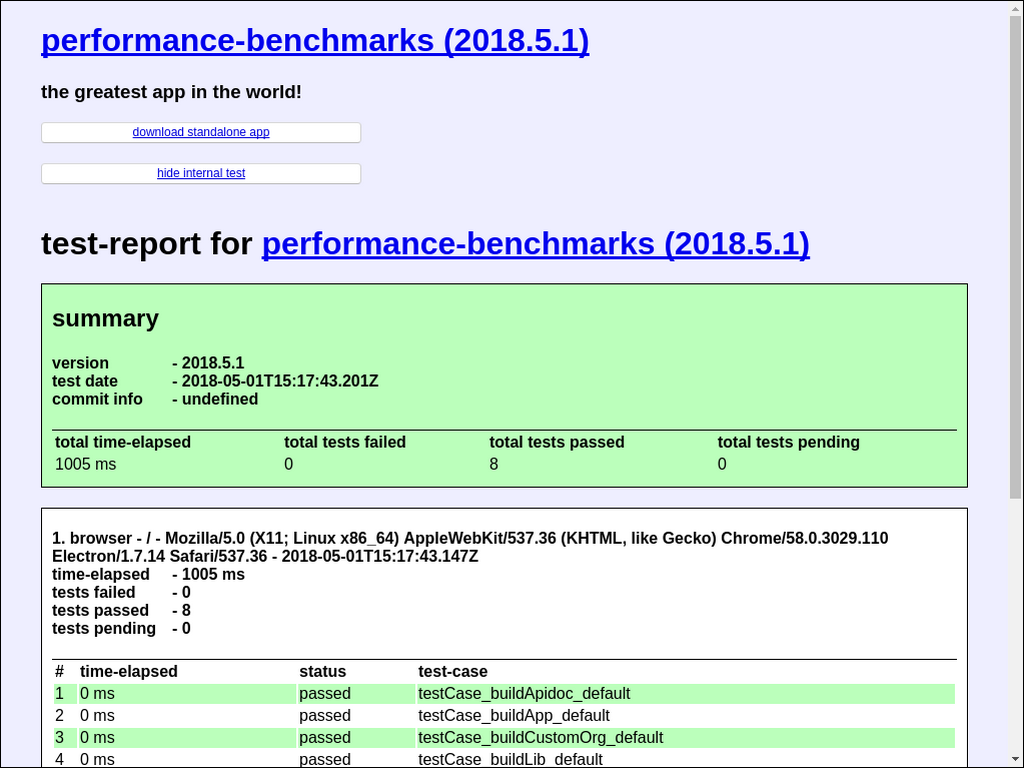 performance-benchmarks (2018.5.1)
the greatest app in the world!
download standalone app
hide internal test
test-report for performance-benchmarks (2018.5.1)
summary
version - 2018.5.1
test date - 2018-05-01T15:17:43.201Z
commit info - undefined
total time-elapsed total tests failed total tests passed total tests pending
1005 ms 0 8 0
1. browser - / - Mozilla/5.0 (X11; Linux x86_64) AppleWebKit/537.36 (KHTML, like Gecko) Chrome/58.0.3029.110
Electron/1.7.14 Safari/537.36 - 2018-05-01T15:17:43.147Z
time-elapsed - 1005 ms
tests failed - 0
tests passed - 8
tests pending - 0
# time-elapsed status test-case
1 0 ms passed testCase_buildApidoc_default
2 0 ms passed testCase_buildApp_default
3 0 ms passed testCase_buildCustomOrg_default
4 0 ms passed testCase_buildLib_default